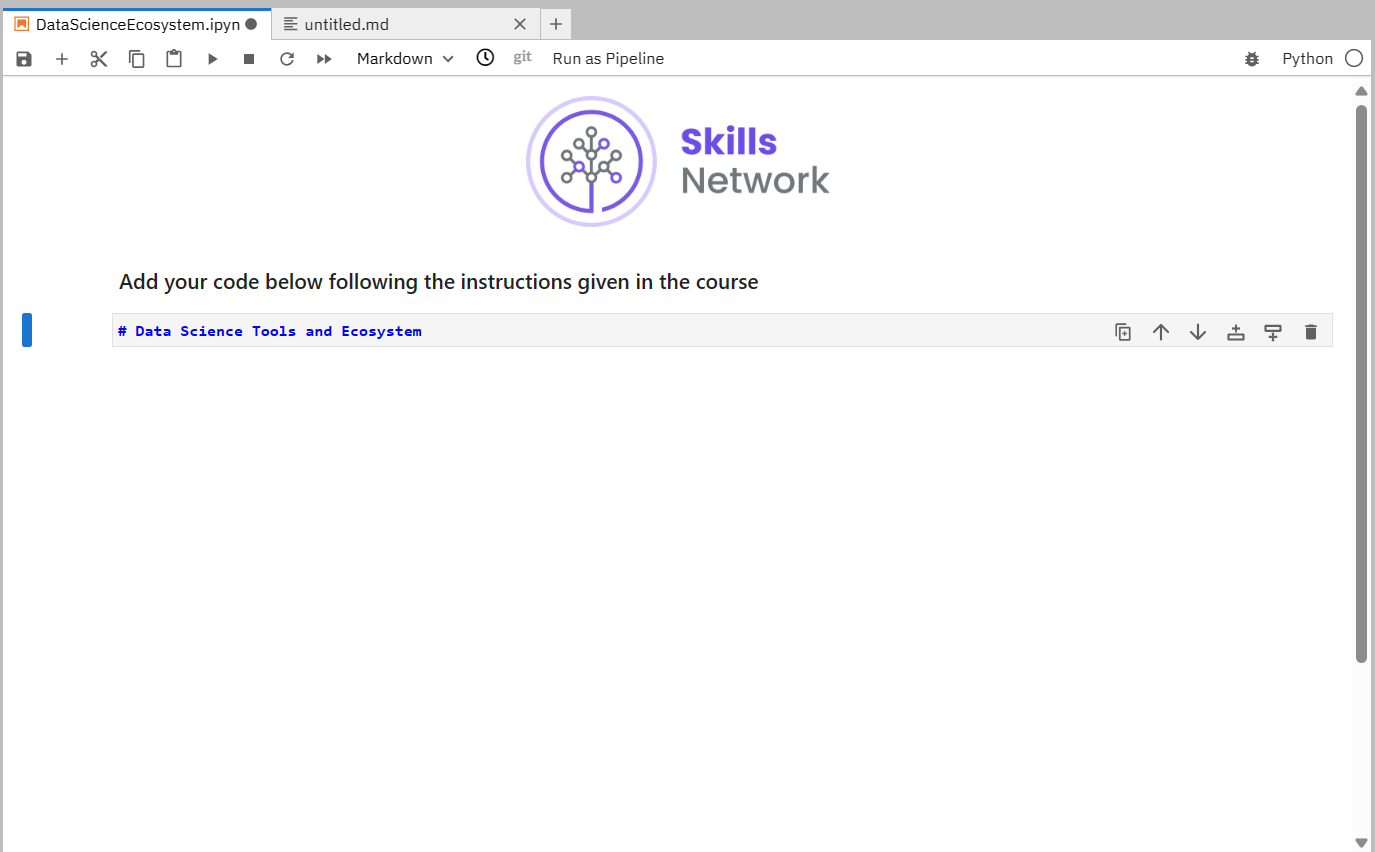 DataScienceEcosystem.ipyn
untitled.md
Markdown
git
Run as Pipeline
Python
Skills
Network
Add your code below following the instructions given in the course
# Data Science Tools and Ecosystem